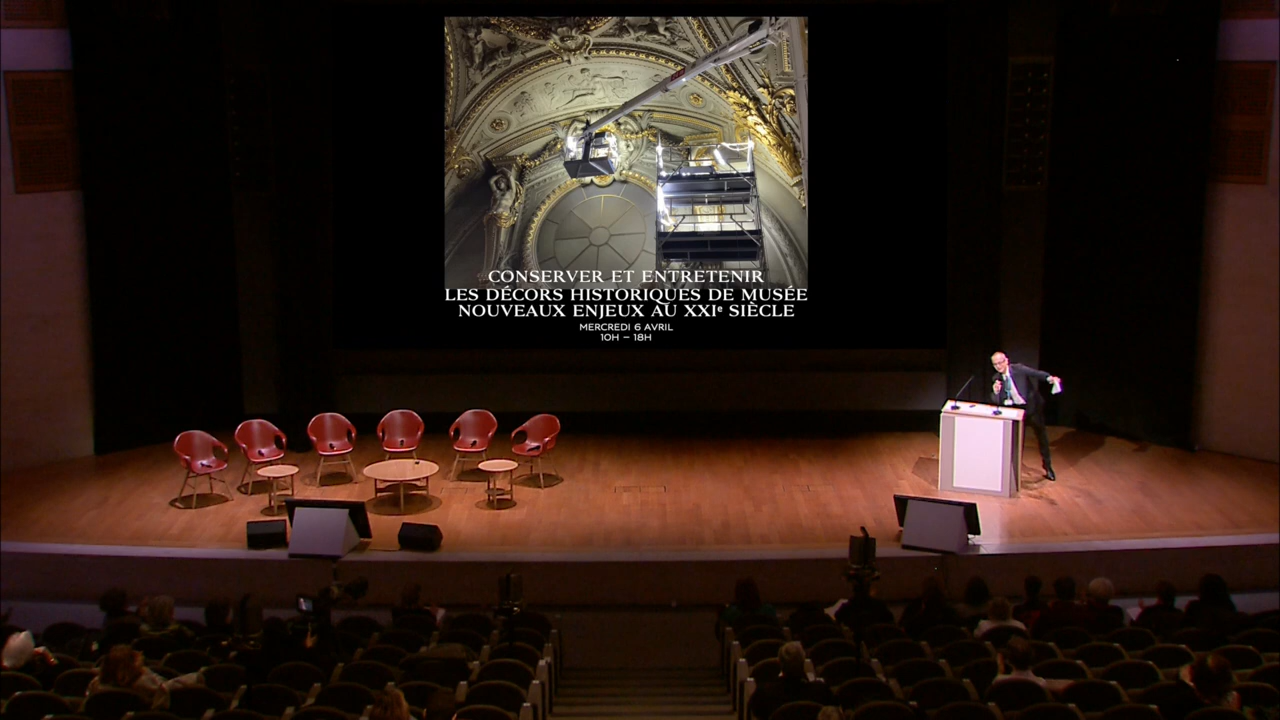 CONSERVER ET ENTRETENIR
LES DÉCORS HISTORIQUES DE MUSÉE
NOUVEAUX ENJEUX AU XXIe SIÈCLE
MERCREDI 6 AVRIL
10H – 18H